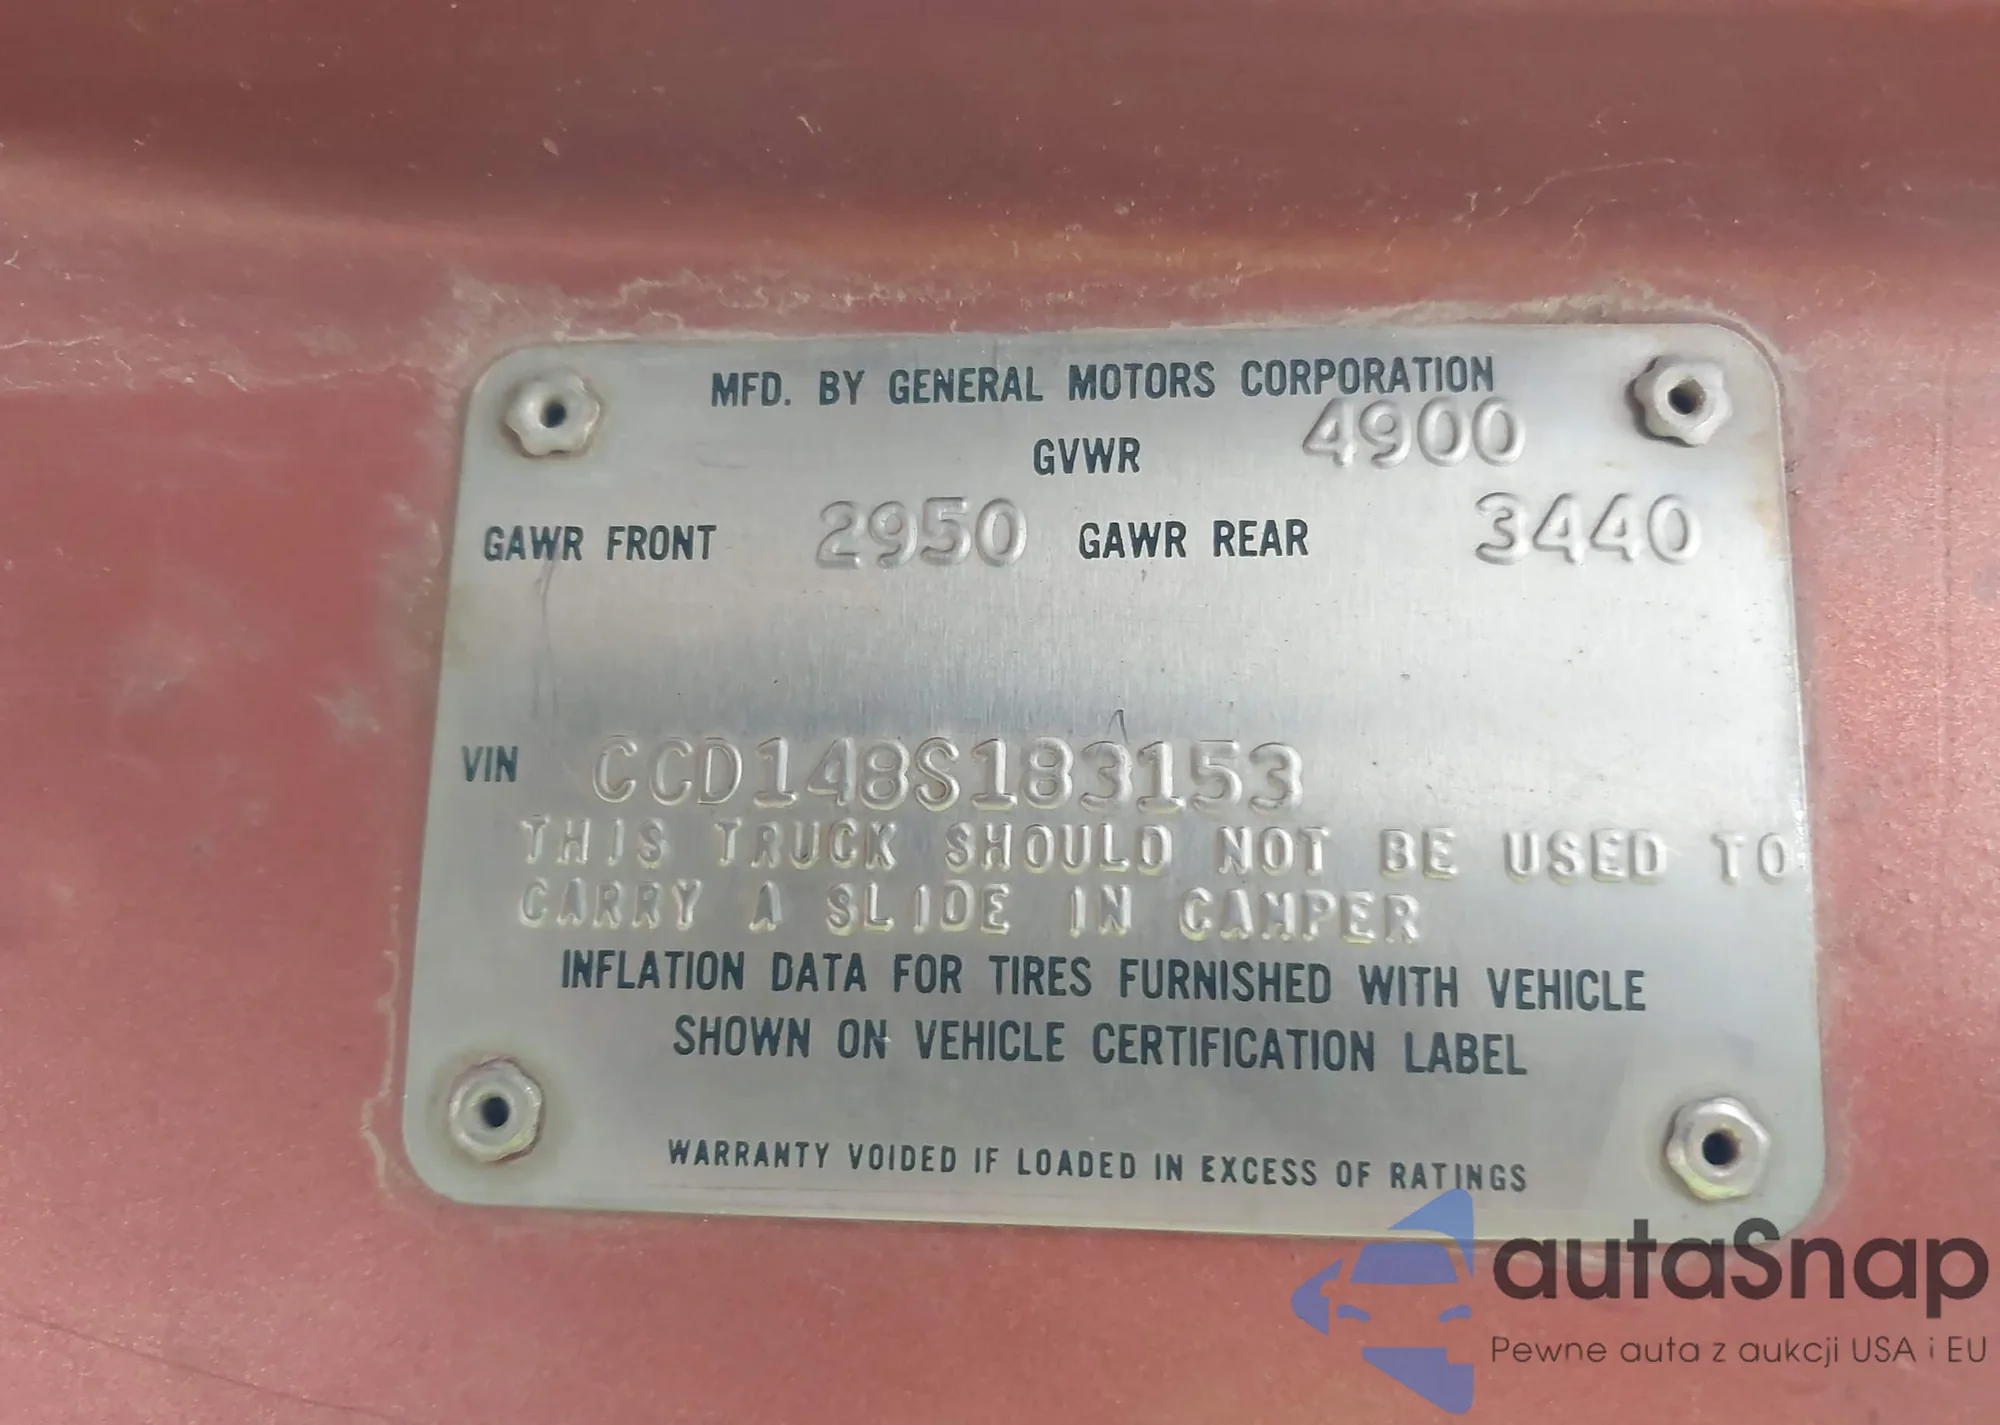 MFD. BY GENERAL MOTORS CORPORATION
GVWR 4900
GAWR FRONT 2950 GAWR REAR 3440
VIN CCD148S183153
THIS TRUCK SHOULD NOT BE USED TO
CARRY A SLIDE IN CAMPER
INFLATION DATA FOR TIRES FURNISHED WITH VEHICLE
SHOWN ON VEHICLE CERTIFICATION LABEL
WARRANTY VOIDED IF LOADED IN EXCESS OF RATINGS
autaSnap
Pewne auta z aukcji USA i EU